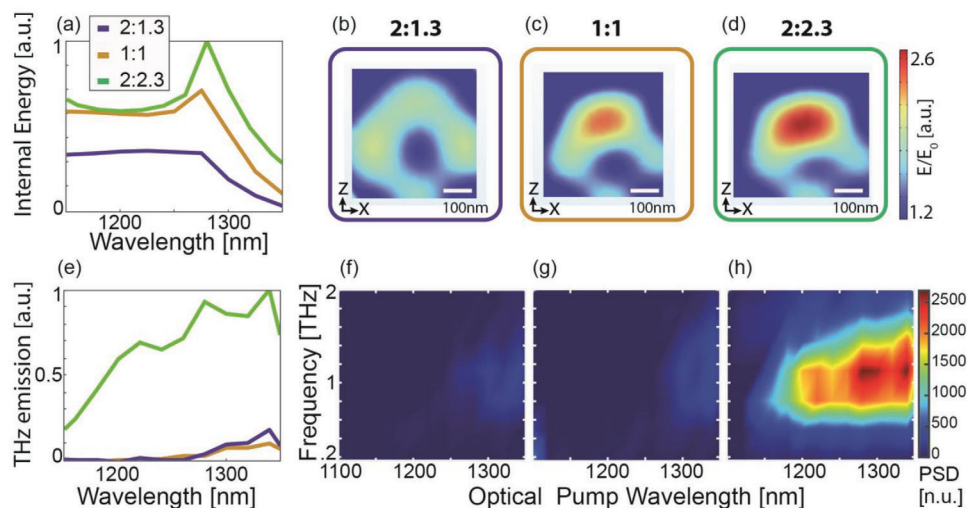 (a)
Internal Energy [a.u.]
1
0
2:1.3
1:1
2:2.3
1200
1300
Wavelength [nm]
(b)
2:1.3
Z
X
100nm
(c)
1:1
Z
X
100nm
(d)
2:2.3
Z
X
100nm
2.6
E/E0 [a.u.]
1.2
(e)
THz emission [a.u.]
1
0.5
0
1200
1300
Wavelength [nm]
(f)
(g)
(h)
Frequency [THz]
2
1
.2
1100
1200
1300
1200
1300
1200
1300
Optical Pump Wavelength [nm]
2500
2000
1500
1000
500
0
PSD
[n.u.]